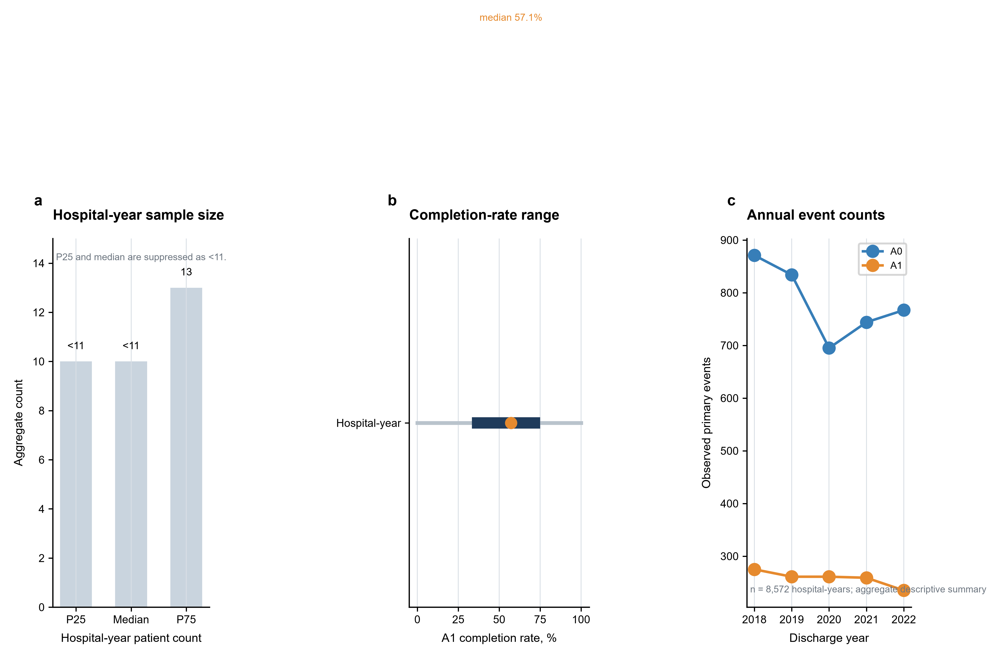 median 57.1%
a
Hospital-year sample size
P25 and median are suppressed as <11.
13
<11
<11
14
12
10
8
6
4
2
0
Aggregate count
P25
Median
P75
Hospital-year patient count
b
Completion-rate range
Hospital-year
0
25
50
75
100
A1 completion rate, %
c
Annual event counts
A0
A1
900
800
700
600
500
400
300
Observed primary events
n = 8,572 hospital-years; aggregate descriptive summary
2018
2019
2020
2021
2022
Discharge year